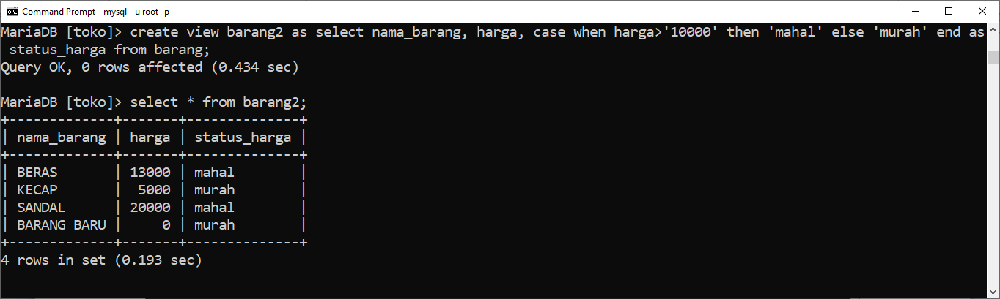 Command Prompt - mysql  -u root -p
MariaDB [toko]> create view barang2 as select nama_barang, harga, case when harga>'10000' then 'mahal' else 'murah' end as
 status_harga from barang;
Query OK, 0 rows affected (0.434 sec)

MariaDB [toko]> select * from barang2;
+-------------+-------+--------------+
| nama_barang | harga | status_harga |
+-------------+-------+--------------+
| BERAS       | 13000 | mahal        |
| KECAP       |  5000 | murah        |
| SANDAL      | 20000 | mahal        |
| BARANG BARU |     0 | murah        |
+-------------+-------+--------------+
4 rows in set (0.193 sec)